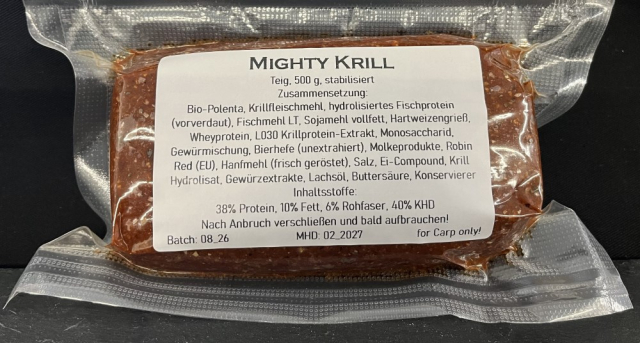 MIGHTY KRILL
Teig, 500 g, stabilisiert
Zusammensetzung:
Bio-Polenta, Krillfleischmehl, hydrolisiertes Fischprotein
(vorverdaut), Fischmehl LT, Sojamehl vollfett, Hartweizengrieß,
Wheyprotein, L030 Krillprotein-Extrakt, Monosaccharid,
Gewürmischung, Bierhefe (unextrahiert), Molkeprodukte, Robin
Red (EU), Hanfmehl (frisch geröstet), Salz, Ei-Compound, Krill
Hydrolisat, Gewürzextrakte, Lachsöl, Buttersäure, Konservierer
Inhaltsstoffe:
38% Protein, 10% Fett, 6% Rohfaser, 40% KHD
Nach Anbruch verschließen und bald aufbrauchen!
Batch: 08_26 MHD: 02_2027 for Carp only!